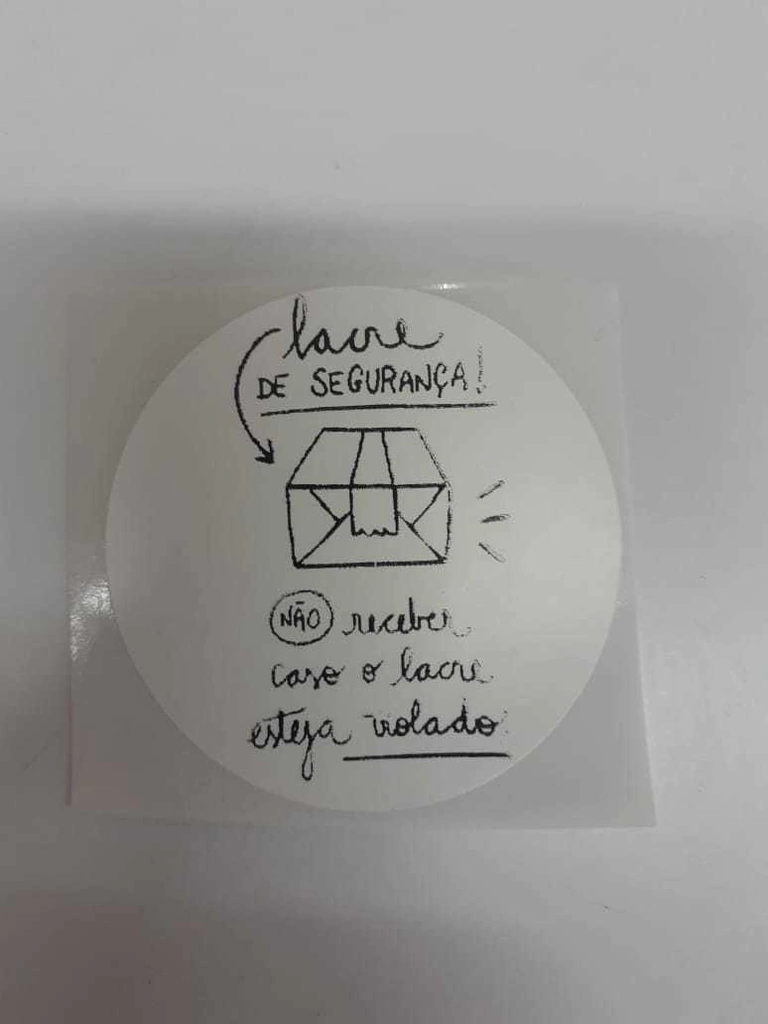 lacre
DE SEGURANÇA!
NÃO receber
caso o lacre
esteja violado